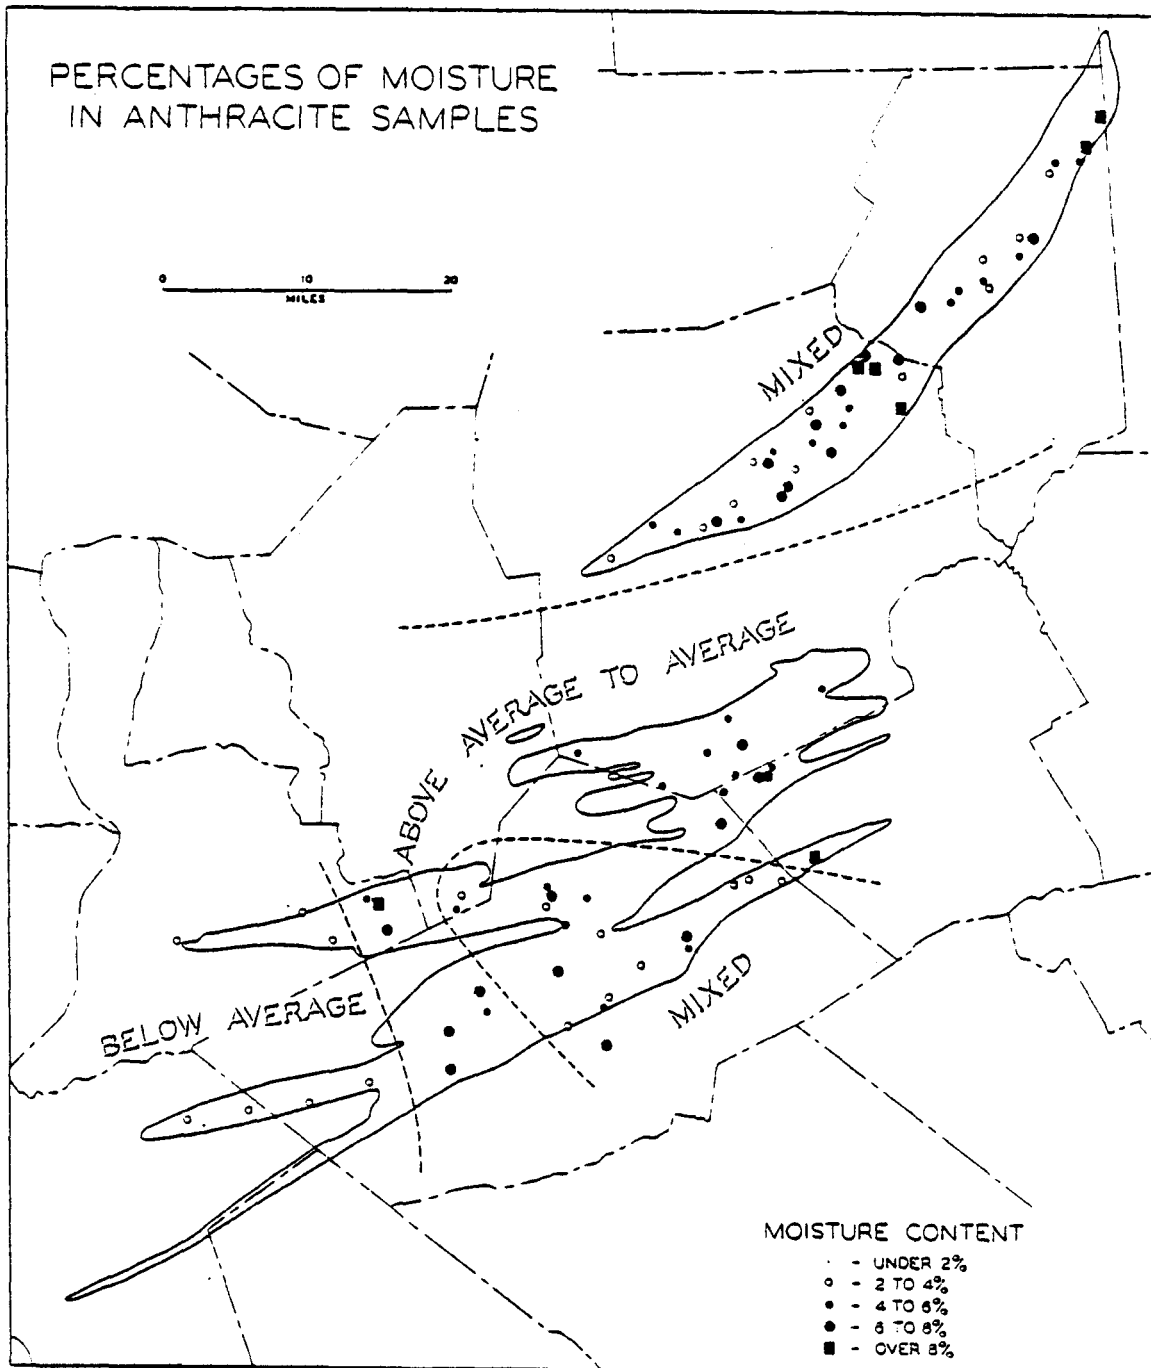 PERCENTAGES OF MOISTURE
IN ANTHRACITE SAMPLES
0 10 20
MILES
MIXED
ABOVE AVERAGE TO AVERAGE
BELOW AVERAGE
MIXED
MOISTURE CONTENT
· - UNDER 2%
○ - 2 TO 4%
• - 4 TO 6%
● - 6 TO 8%
■ - OVER 8%